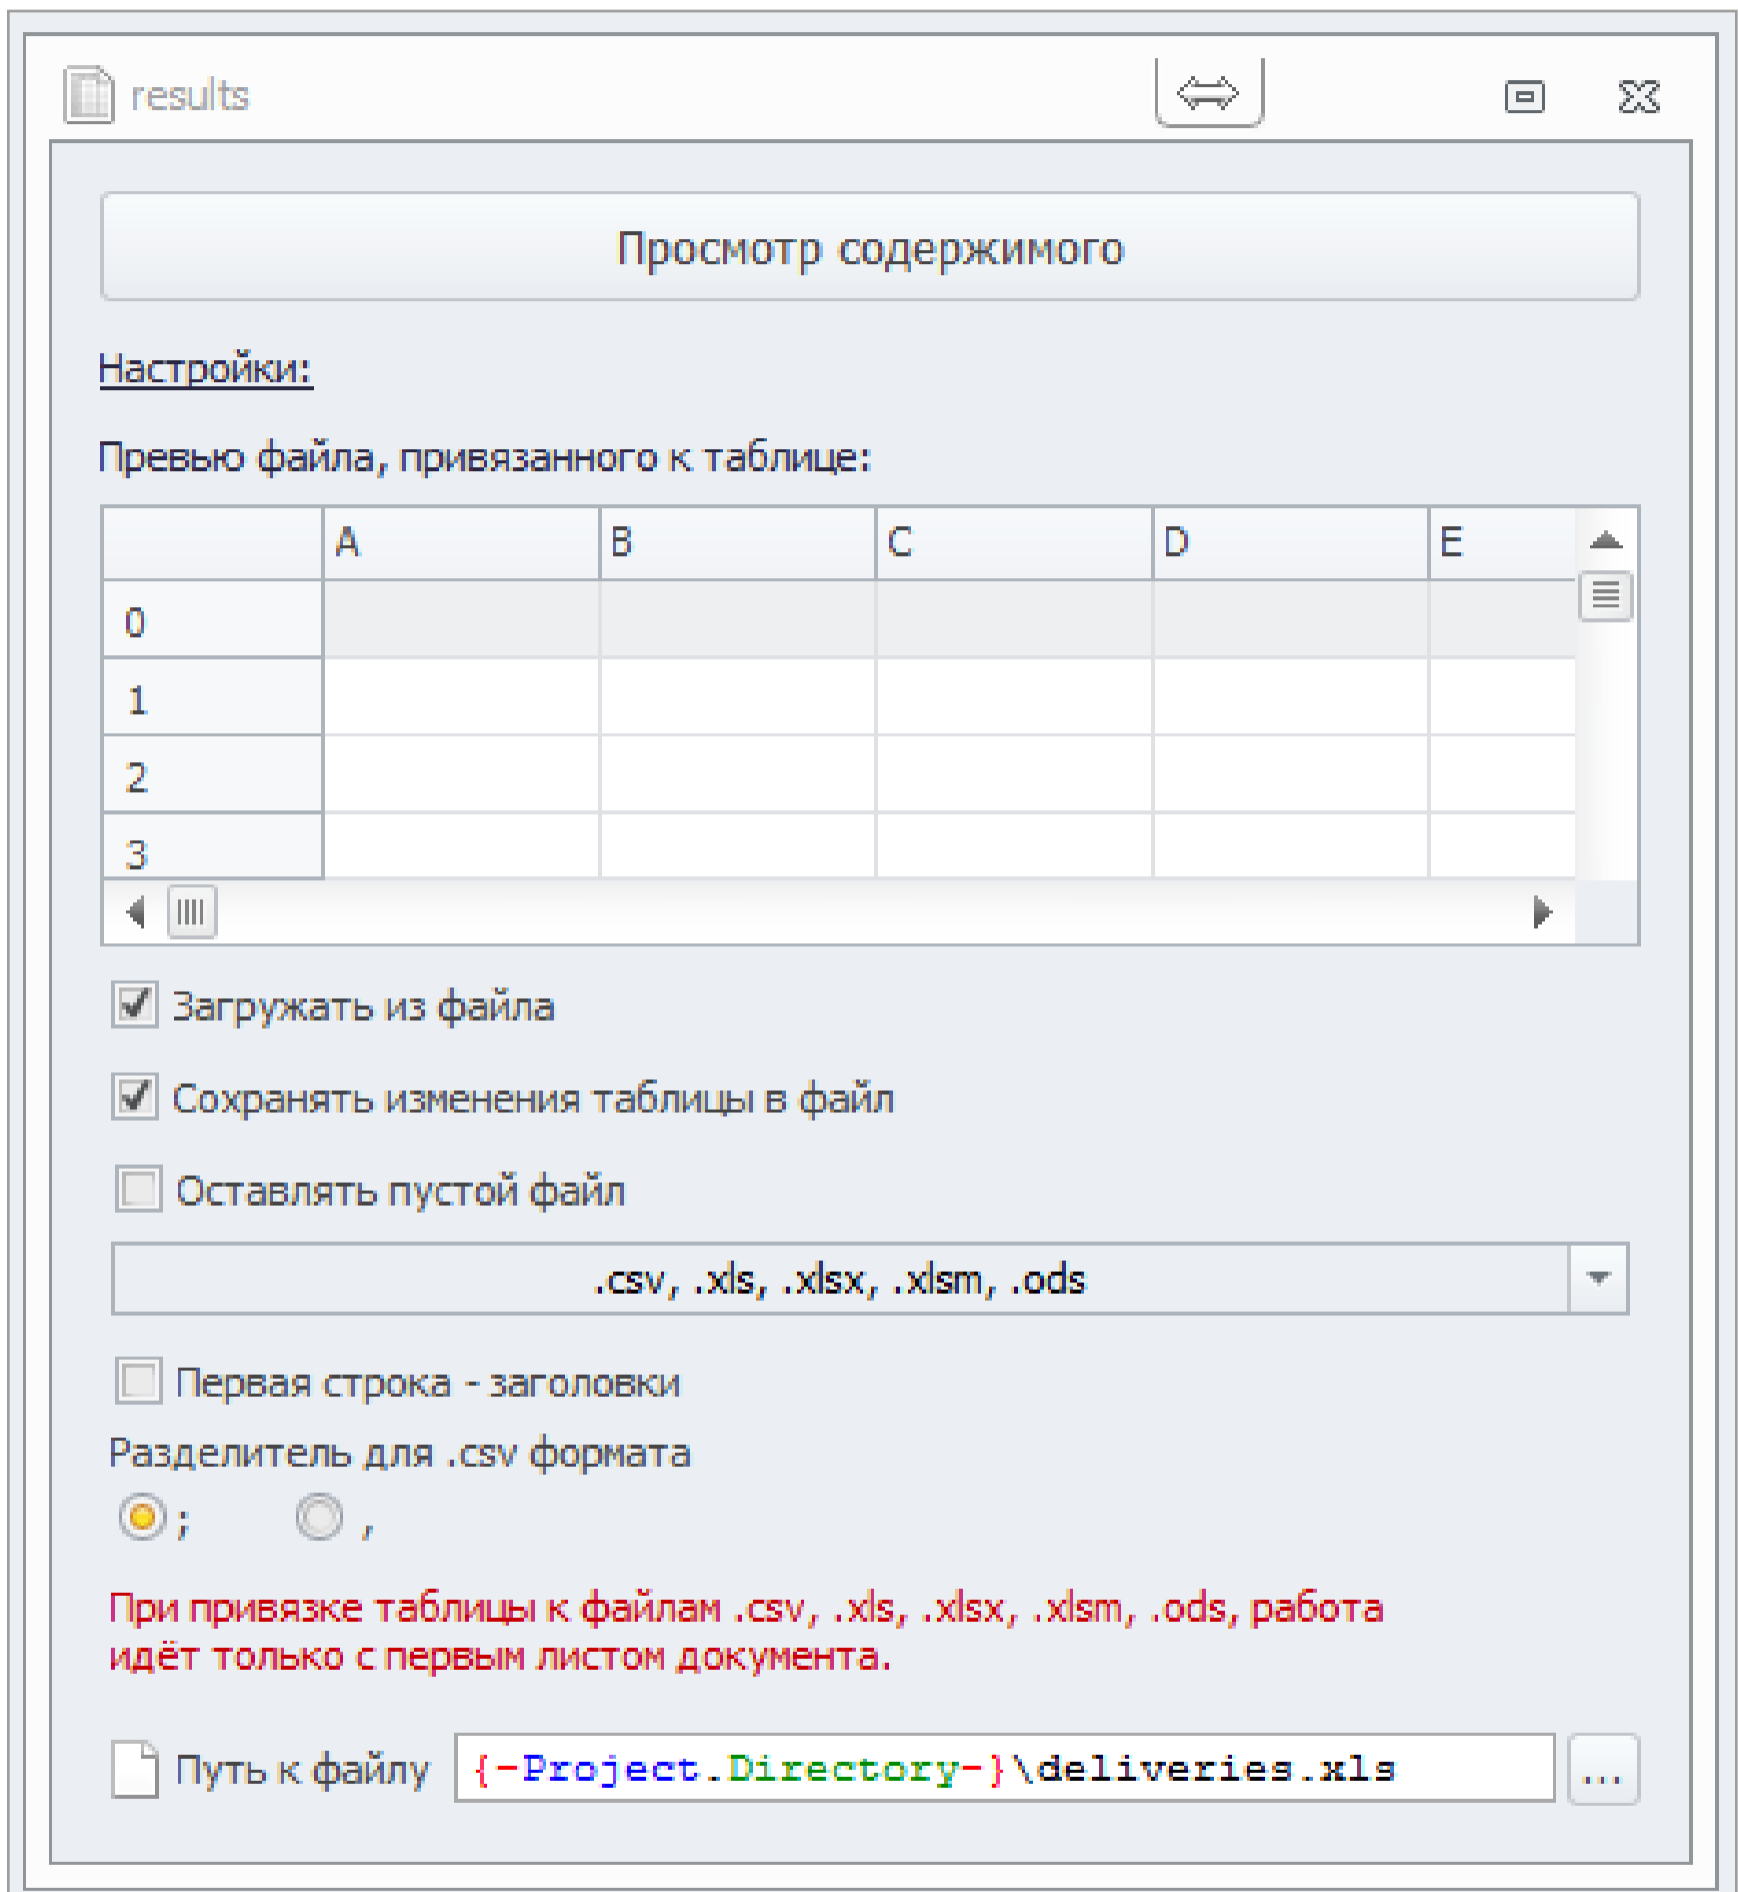 results
Просмотр содержимого
Настройки:
Превью файла, привязанного к таблице:
A B C D E
0
1
2
3
Загружать из файла
Сохранять изменения таблицы в файл
Оставлять пустой файл
.csv, .xls, .xlsx, .xlsm, .ods
Первая строка - заголовки
Разделитель для .csv формата
; ,
При привязке таблицы к файлам .csv, .xls, .xlsx, .xlsm, .ods, работа
идёт только с первым листом документа.
Путь к файлу {-Project.Directory-}\deliveries.xls ...